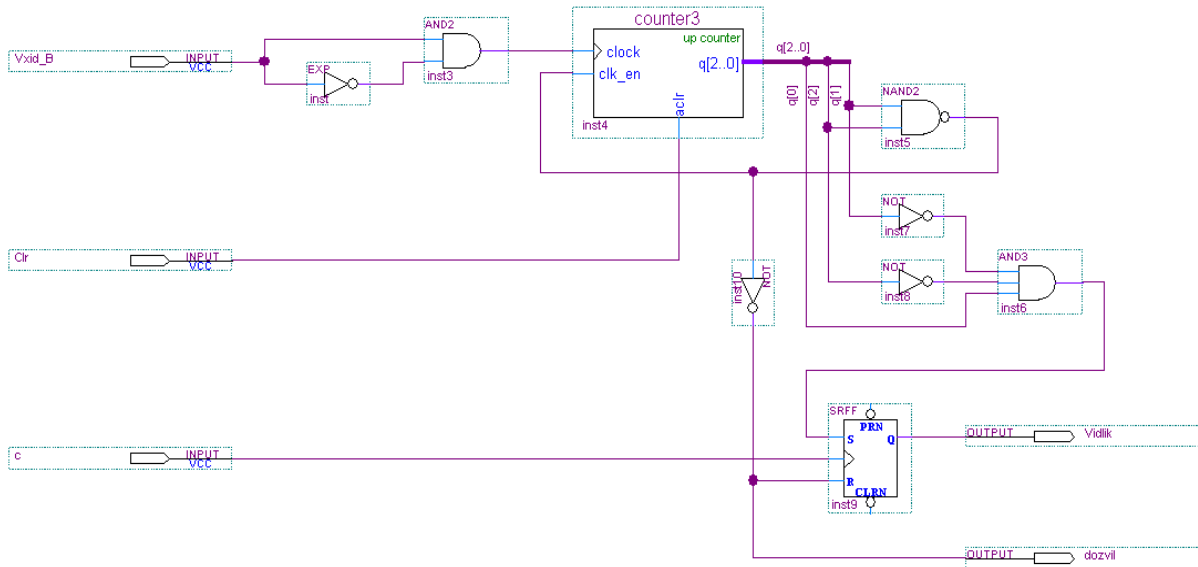 counter3
up counter
clock
clk_en
q[2..0]
aclr
inst4
q[2..0]
q[0]
q[2]
q[1]
Vxid_B
INPUT
VCC
EXP
inst
AND2
inst3
NAND2
inst5
NOT
inst7
NOT
inst8
AND3
inst6
Clr
INPUT
VCC
inst10
NOT
c
INPUT
VCC
SRFF
PRN
S
Q
R
CLRN
inst9
OUTPUT
Vidlik
OUTPUT
dozvil